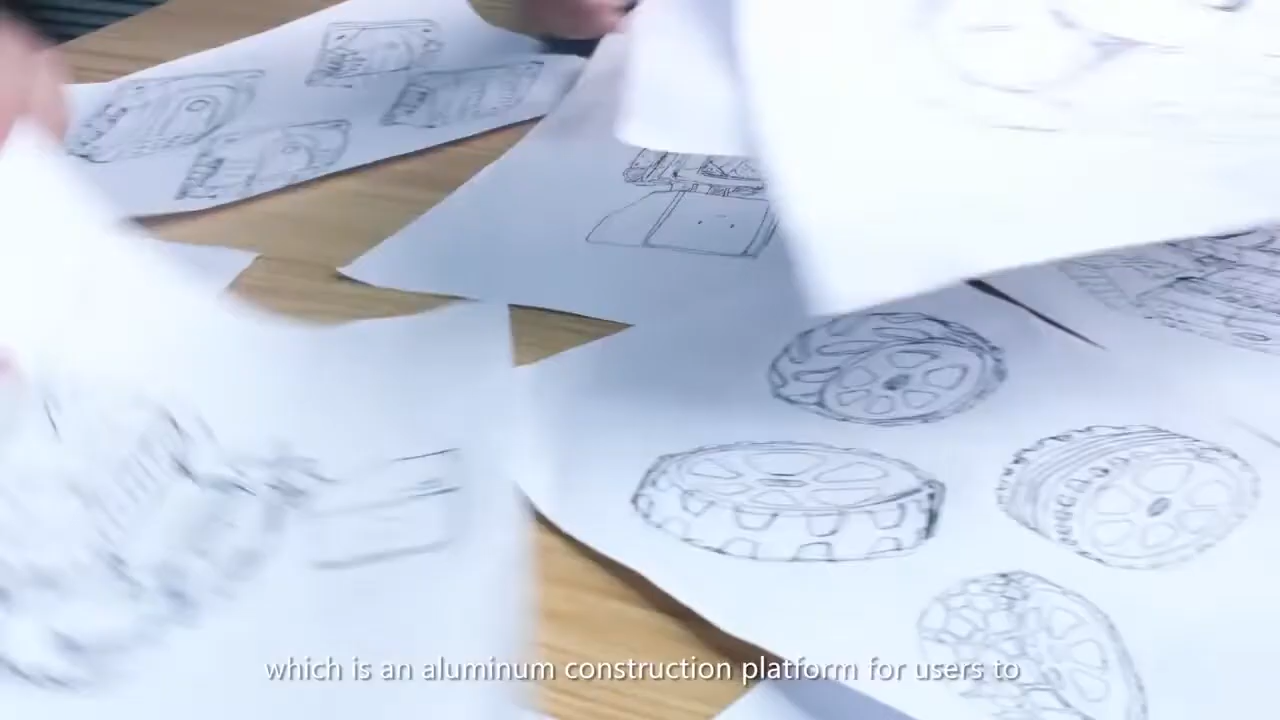 which is an aluminum construction platform for users to